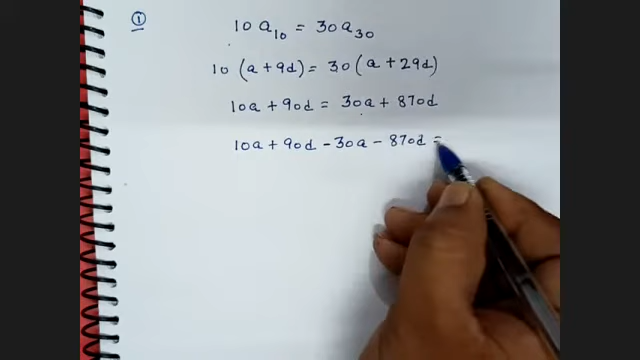 ① 10 a₁₀ = 30 a₃₀
10 (a + 9d) = 30 (a + 29d)
10a + 90d = 30a + 870d
10a + 90d - 30a - 870d =